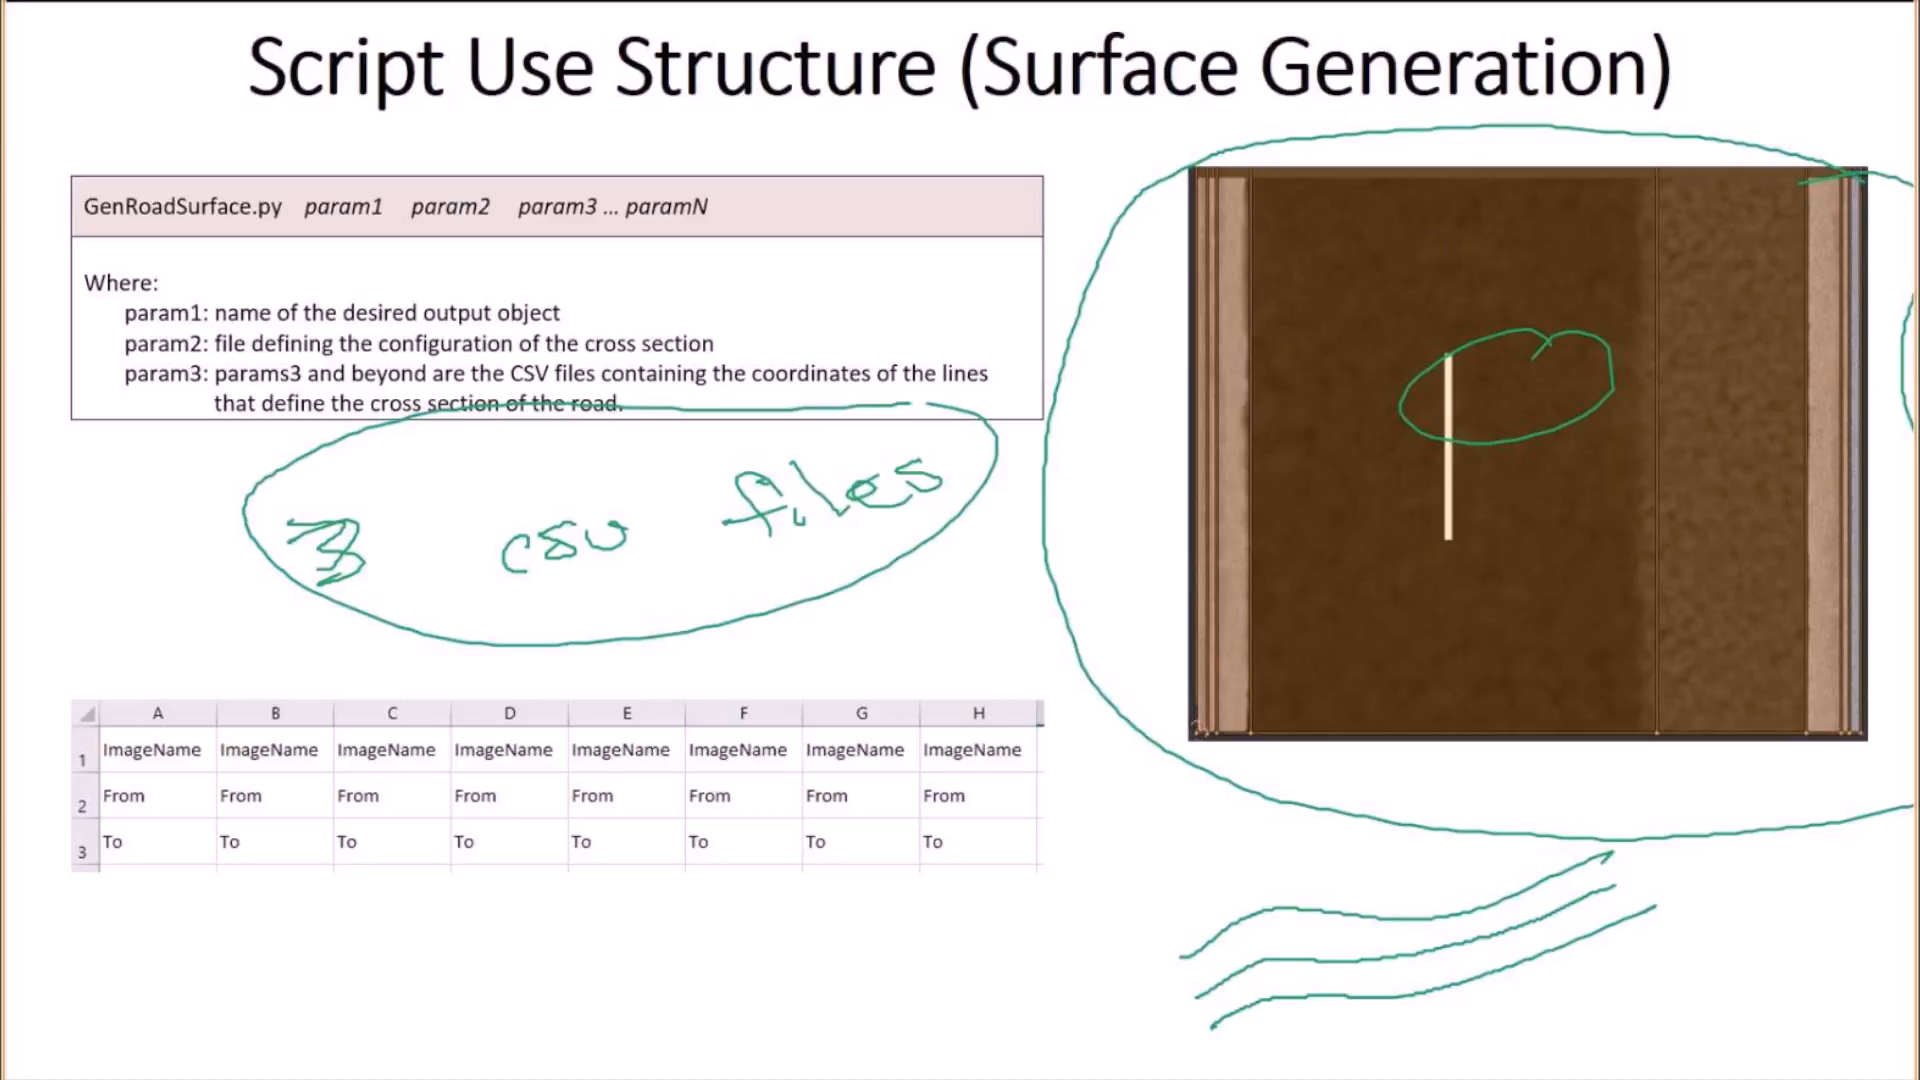 Script Use Structure (Surface Generation)
GenRoadSurface.py param1 param2 param3 ... paramN
Where:
param1: name of the desired output object
param2: file defining the configuration of the cross section
param3: params3 and beyond are the CSV files containing the coordinates of the lines
that define the cross section of the road.
3 csv files
A B C D E F G H
1 ImageName ImageName ImageName ImageName ImageName ImageName ImageName ImageName
2 From From From From From From From From
3 To To To To To To To To